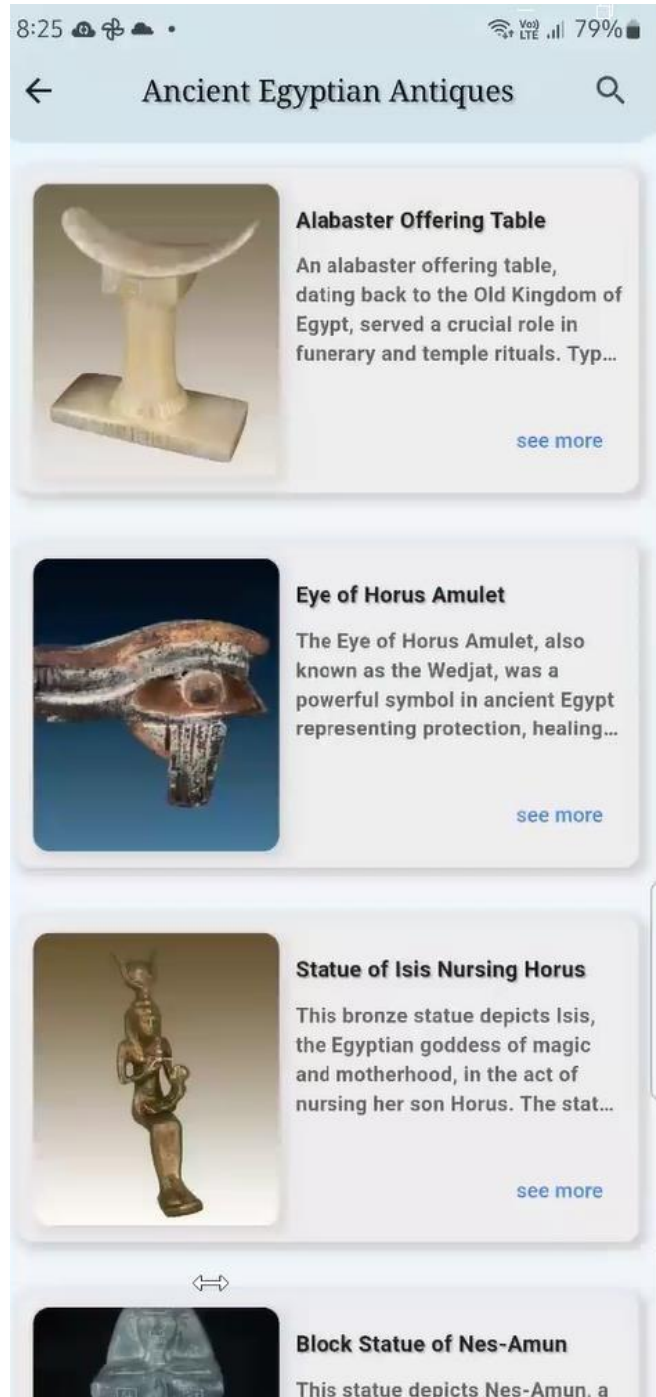 8:25
Vo))
LTE
79%
Ancient Egyptian Antiques
Alabaster Offering Table
An alabaster offering table,
dating back to the Old Kingdom of
Egypt, served a crucial role in
funerary and temple rituals. Typ...
see more
Eye of Horus Amulet
The Eye of Horus Amulet, also
known as the Wedjat, was a
powerful symbol in ancient Egypt
representing protection, healing...
see more
Statue of Isis Nursing Horus
This bronze statue depicts Isis,
the Egyptian goddess of magic
and motherhood, in the act of
nursing her son Horus. The stat...
see more
Block Statue of Nes-Amun
This statue depicts Nes-Amun, a